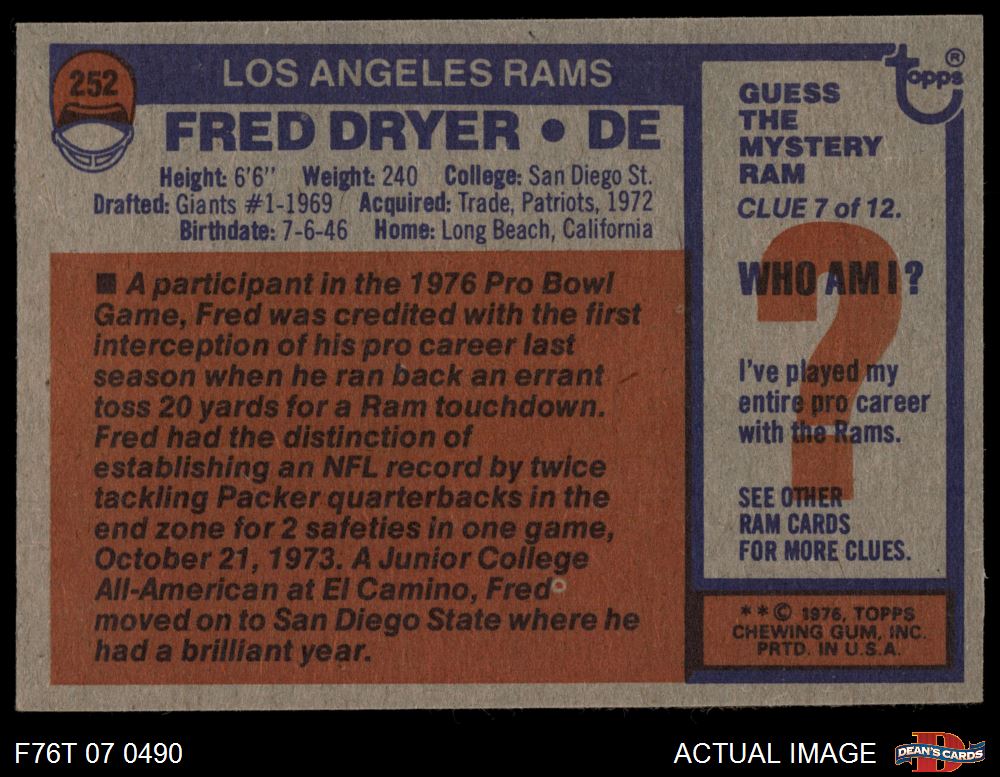 252
LOS ANGELES RAMS
FRED DRYER • DE
Height: 6'6" Weight: 240 College: San Diego St.
Drafted: Giants #1-1969 Acquired: Trade, Patriots, 1972
Birthdate: 7-6-46 Home: Long Beach, California
■ A participant in the 1976 Pro Bowl
Game, Fred was credited with the first
interception of his pro career last
season when he ran back an errant
toss 20 yards for a Ram touchdown.
Fred had the distinction of
establishing an NFL record by twice
tackling Packer quarterbacks in the
end zone for 2 safeties in one game,
October 21, 1973. A Junior College
All-American at El Camino, Fred
moved on to San Diego State where he
had a brilliant year.
topps®
GUESS
THE
MYSTERY
RAM
CLUE 7 of 12.
?
WHO AM I?
I've played my
entire pro career
with the Rams.
SEE OTHER
RAM CARDS
FOR MORE CLUES.
**© 1976, TOPPS
CHEWING GUM, INC.
PRTD. IN U.S.A.
F76T 07 0490
ACTUAL IMAGE
D
DEAN'S CARDS